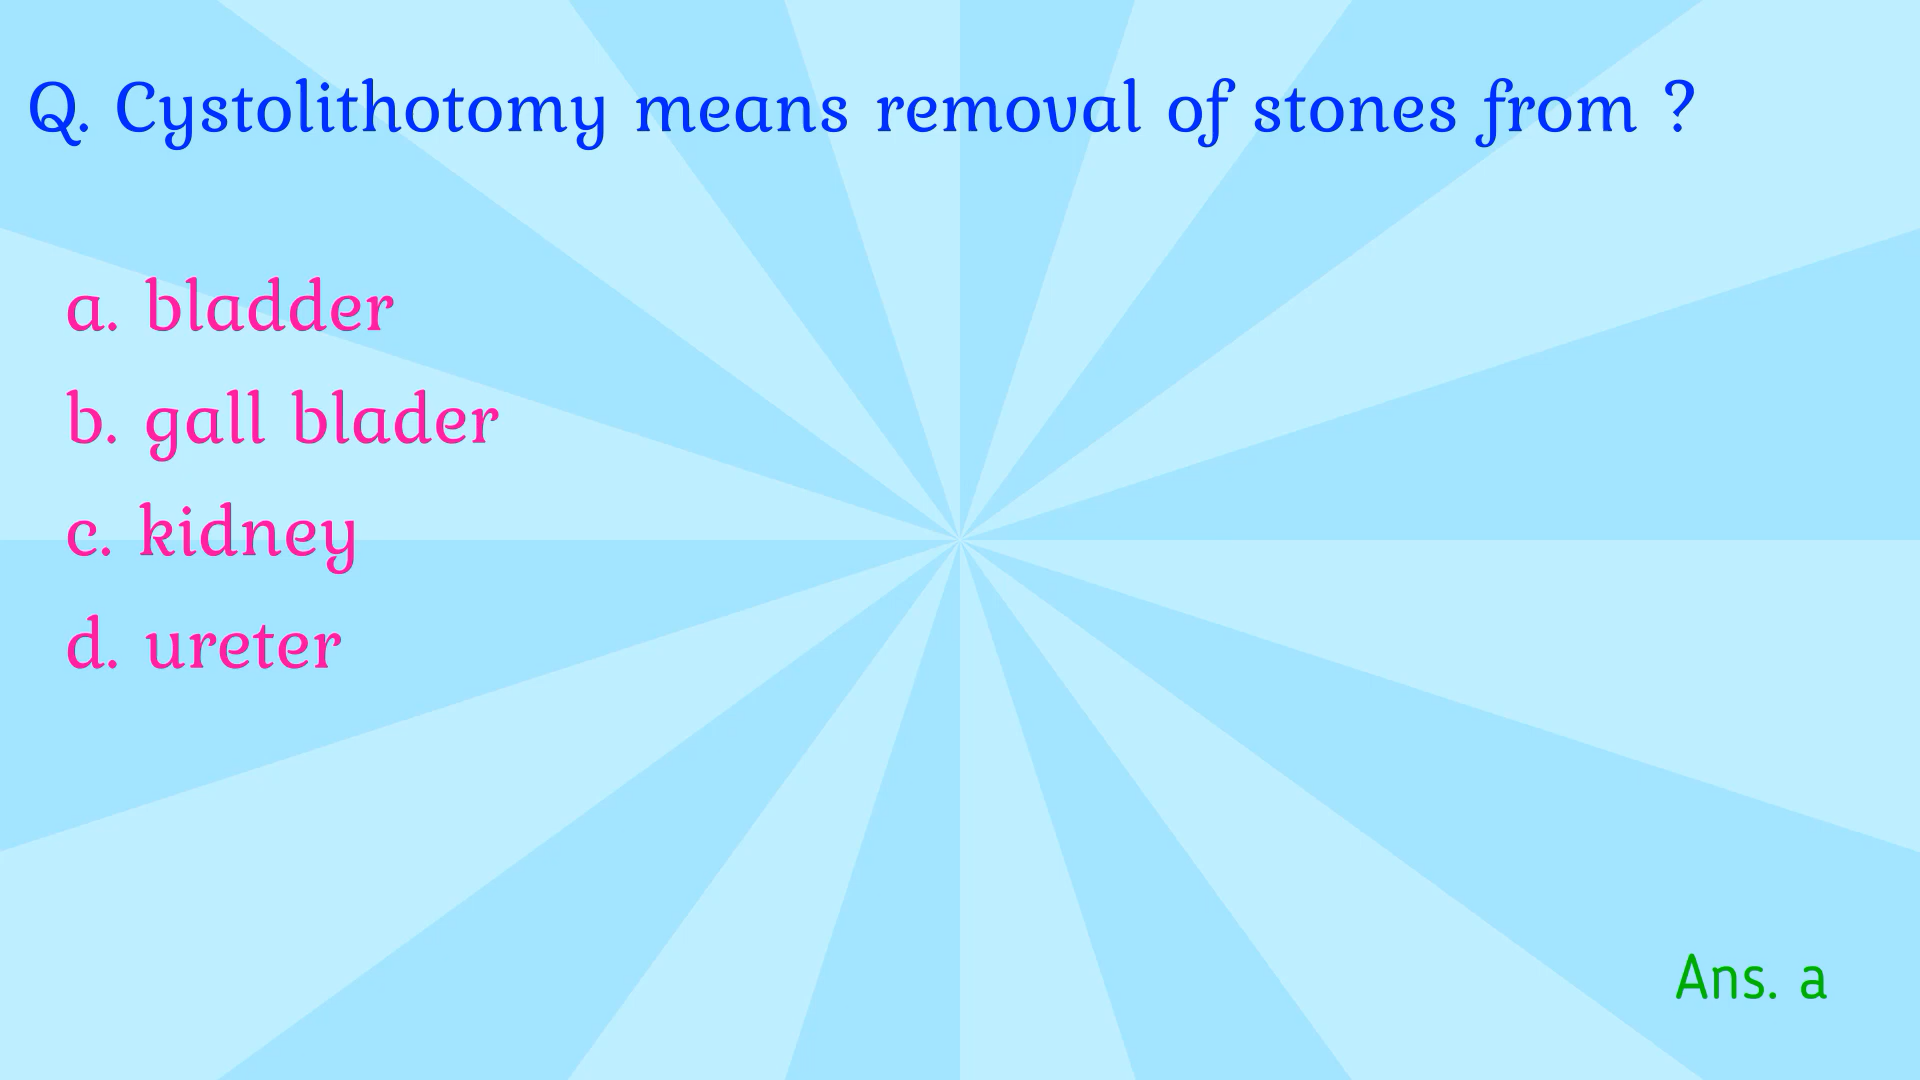 Q. Cystolithotomy means removal of stones from ?
a. bladder
b. gall blader
c. kidney
d. ureter
Ans. a